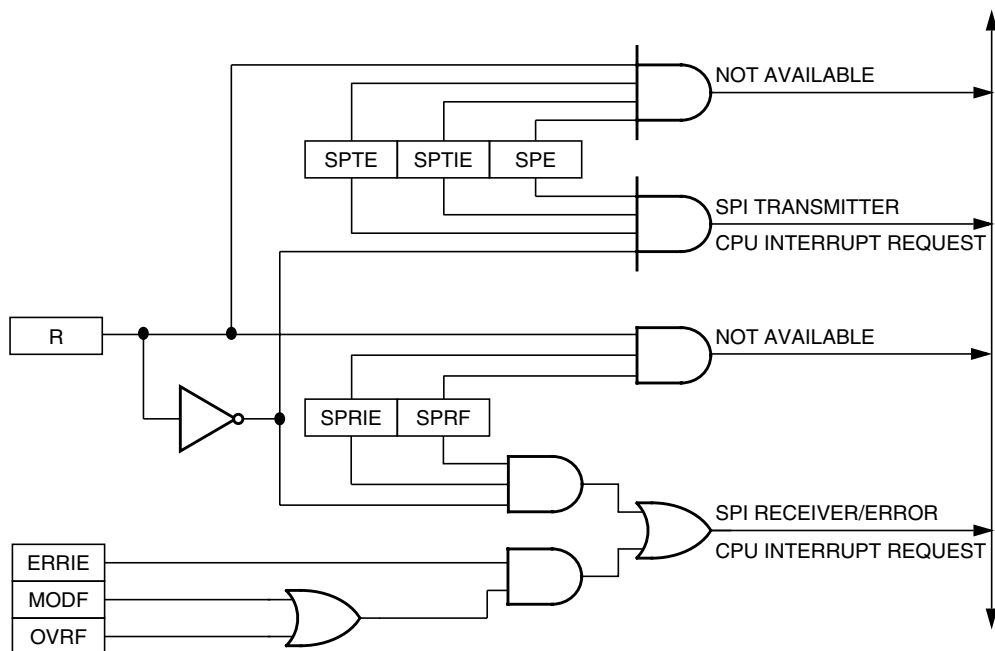 NOT AVAILABLE
SPTE SPTIE SPE
SPI TRANSMITTER
CPU INTERRUPT REQUEST
R
NOT AVAILABLE
SPRIE SPRF
SPI RECEIVER/ERROR
CPU INTERRUPT REQUEST
ERRIE
MODF
OVRF